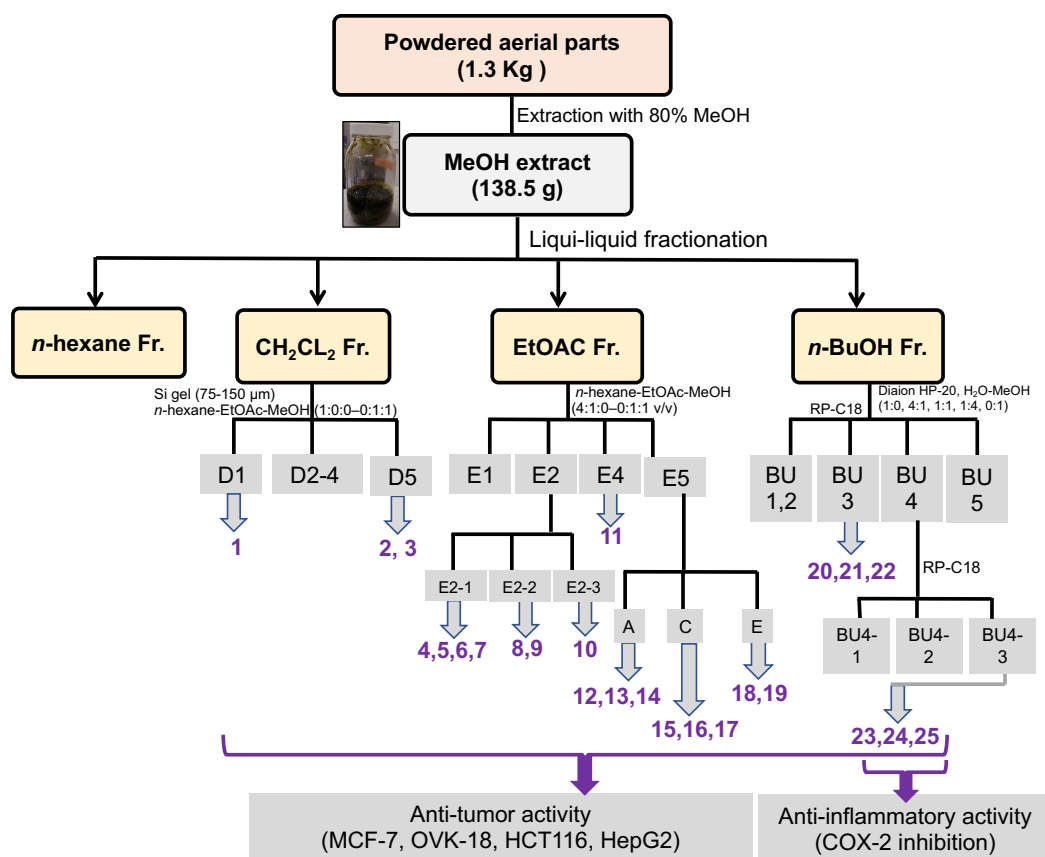 Powdered aerial parts
(1.3 Kg )
Extraction with 80% MeOH
MeOH extract
(138.5 g)
Liqui-liquid fractionation
n-hexane Fr.
CH₂CL₂ Fr.
EtOAC Fr.
n-BuOH Fr.
Si gel (75-150 µm)
n-hexane-EtOAc-MeOH (1:0:0–0:1:1)
n-hexane-EtOAc-MeOH
(4:1:0–0:1:1 v/v)
RP-C18
Diaion HP-20, H₂O-MeOH
(1:0, 4:1, 1:1, 1:4, 0:1)
D1
D2-4
D5
E1
E2
E4
E5
BU
1,2
BU
3
BU
4
BU
5
1
2, 3
11
20,21,22
RP-C18
E2-1
E2-2
E2-3
A
C
E
BU4-
1
BU4-
2
BU4-
3
4,5,6,7
8,9
10
12,13,14
15,16,17
18,19
23,24,25
Anti-tumor activity
(MCF-7, OVK-18, HCT116, HepG2)
Anti-inflammatory activity
(COX-2 inhibition)